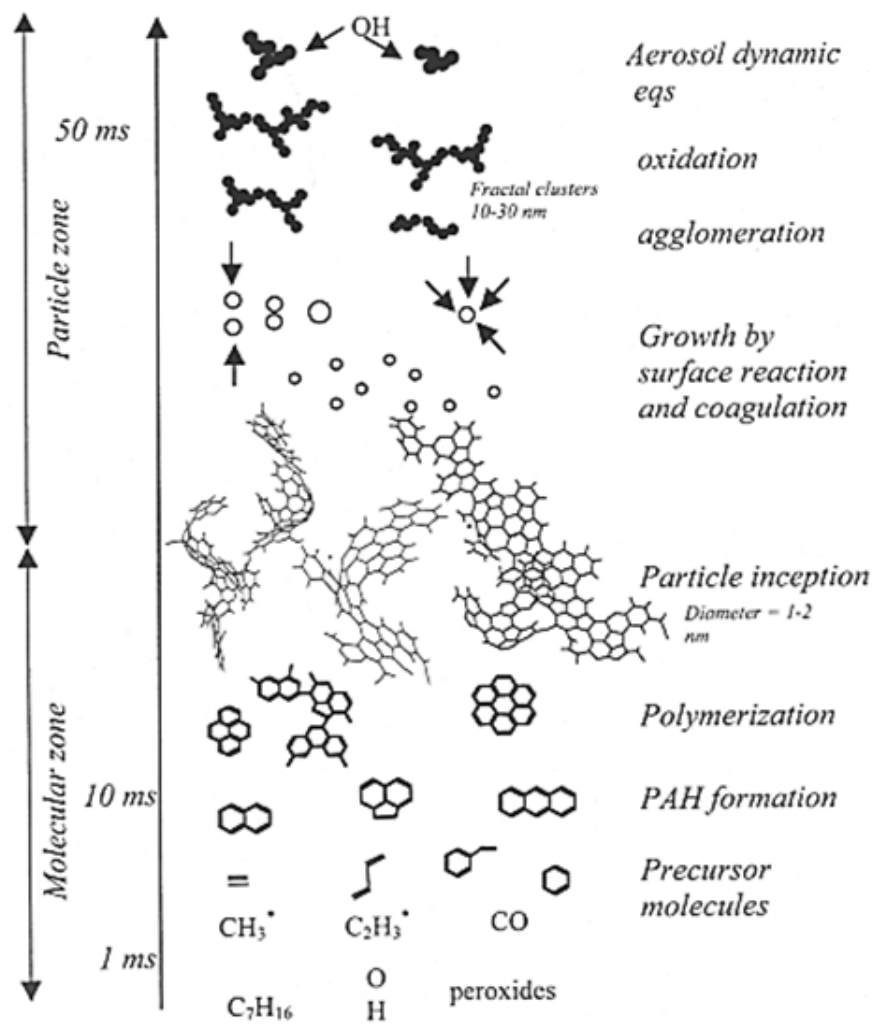 OH
Aerosol dynamic
eqs
50 ms
oxidation
Fractal clusters
10-30 nm
agglomeration
Particle zone
Growth by
surface reaction
and coagulation
Particle inception
Diameter = 1-2
nm
Polymerization
Molecular zone
10 ms
PAH formation
Precursor
molecules
CH₃•
C₂H₃•
CO
1 ms
O
H
peroxides
C₇H₁₆